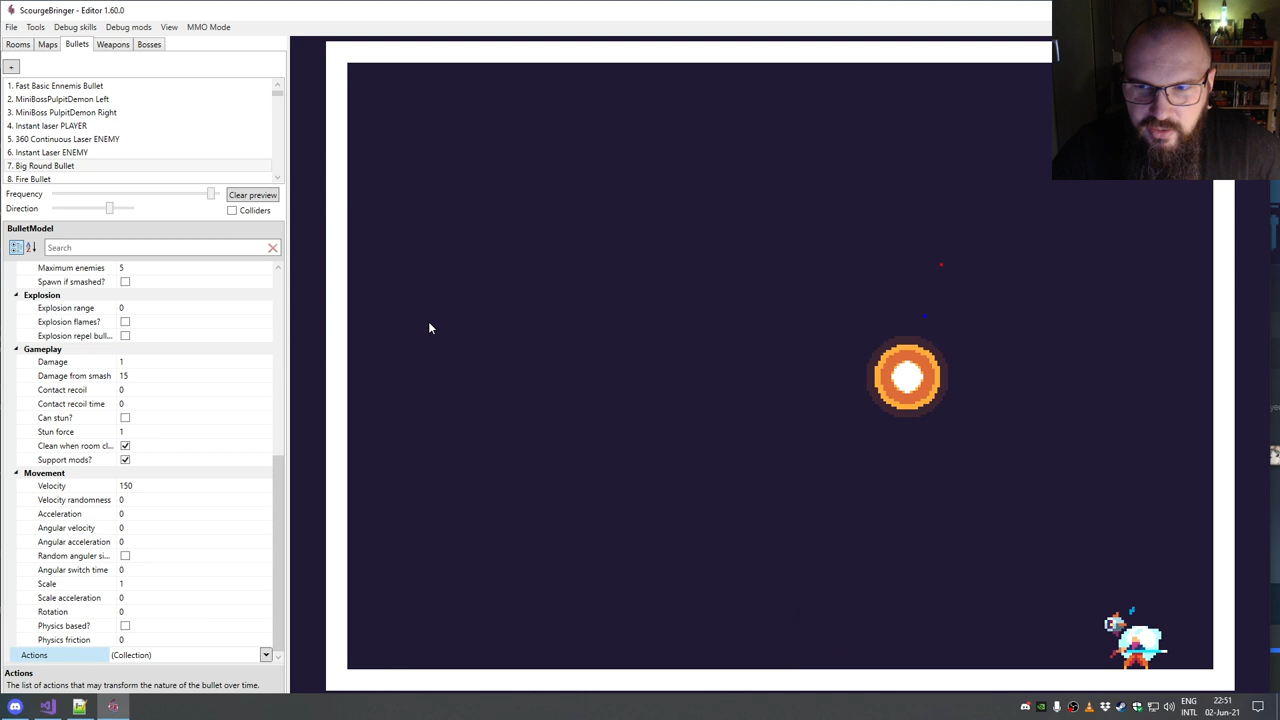 ScourgeBringer - Editor 1.60.0
File Tools Debug skills Debug mods View MMO Mode
Rooms Maps Bullets Weapons Bosses
+
1. Fast Basic Ennemis Bullet
2. MiniBossPulpitDemon Left
3. MiniBoss PulpitDemon Right
4. Instant laser PLAYER
5. 360 Continuous Laser ENEMY
6. Instant Laser ENEMY
7. Big Round Bullet
8. Fire Bullet
Frequency Clear preview
Direction Colliders
BulletModel
Search
Maximum enemies 5
Spawn if smashed?
Explosion
Explosion range 0
Explosion flames?
Explosion repel bull...
Gameplay
Damage 1
Damage from smash 15
Contact recoil 0
Contact recoil time 0
Can stun?
Stun force 1
Clean when room cl...
Support mods?
Movement
Velocity 150
Velocity randomness 0
Acceleration 0
Angular velocity 0
Angular acceleration 0
Random anguler si...
Angular switch time 0
Scale 1
Scale acceleration 0
Rotation 0
Physics based?
Physics friction 0
Actions (Collection)
Actions
The list of actions that may transform the nature of the bullet over time.
ENG 22:51
INTL 02-Jun-21